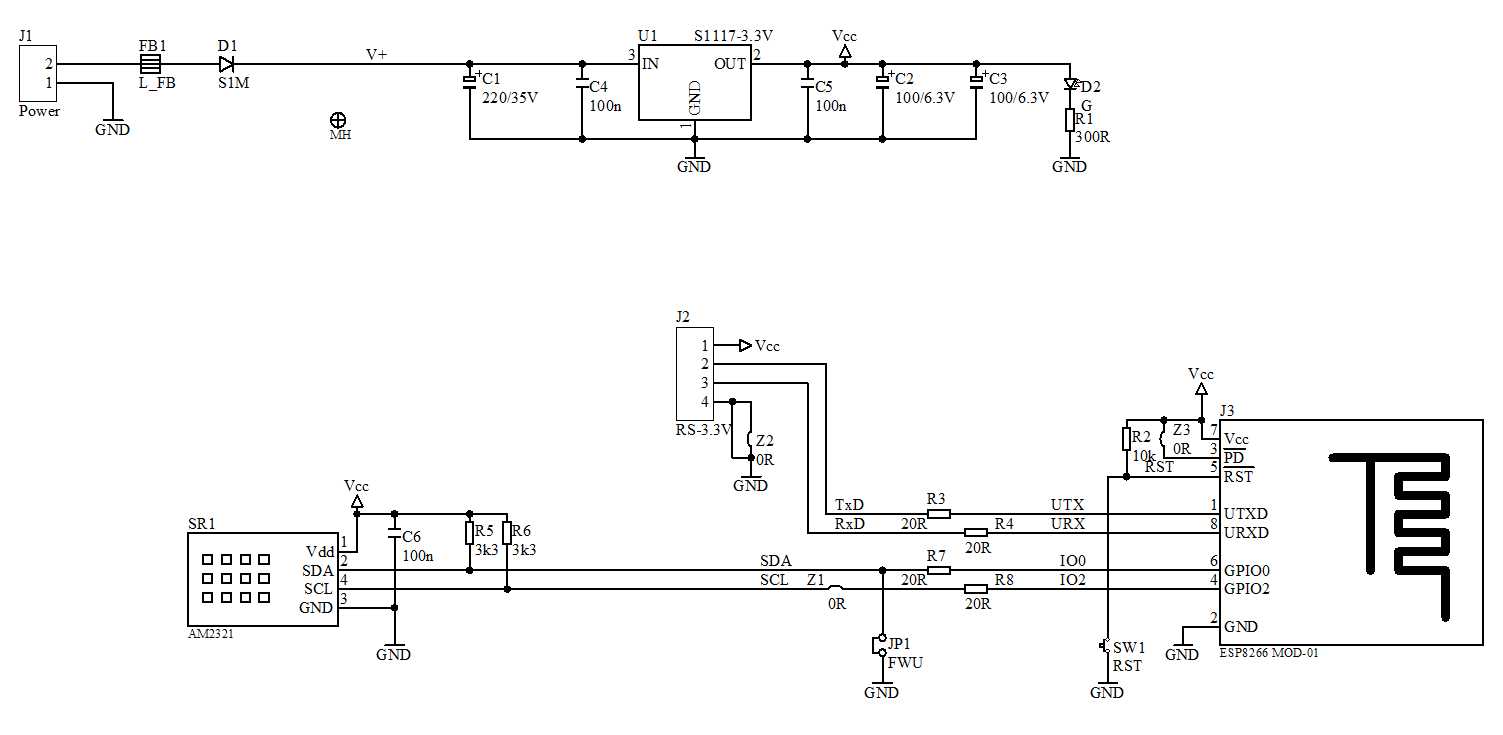 J1
2
1
Power
GND
FB1
L_FB
D1
S1M
V+
MH
C1
220/35V
C4
100n
U1
S1117-3.3V
3
IN
OUT
2
GND
1
GND
Vcc
C5
100n
C2
100/6.3V
C3
100/6.3V
D2
G
R1
300R
GND
J2
1
Vcc
2
3
4
RS-3.3V
Z2
0R
GND
Vcc
J3
R2
10k
Z3
0R
RST
7
Vcc
3
PD
5
RST
1
UTXD
8
URXD
6
GPIO0
4
GPIO2
2
GND
GND
ESP8266 MOD-01
TxD
R3
UTX
RxD
20R
R4
URX
20R
SDA
R7
IO0
SCL
Z1
20R
R8
IO2
0R
20R
Vcc
SR1
C6
100n
R5
3k3
R6
3k3
1
Vdd
2
SDA
4
SCL
3
GND
AM2321
GND
JP1
FWU
GND
SW1
RST
GND